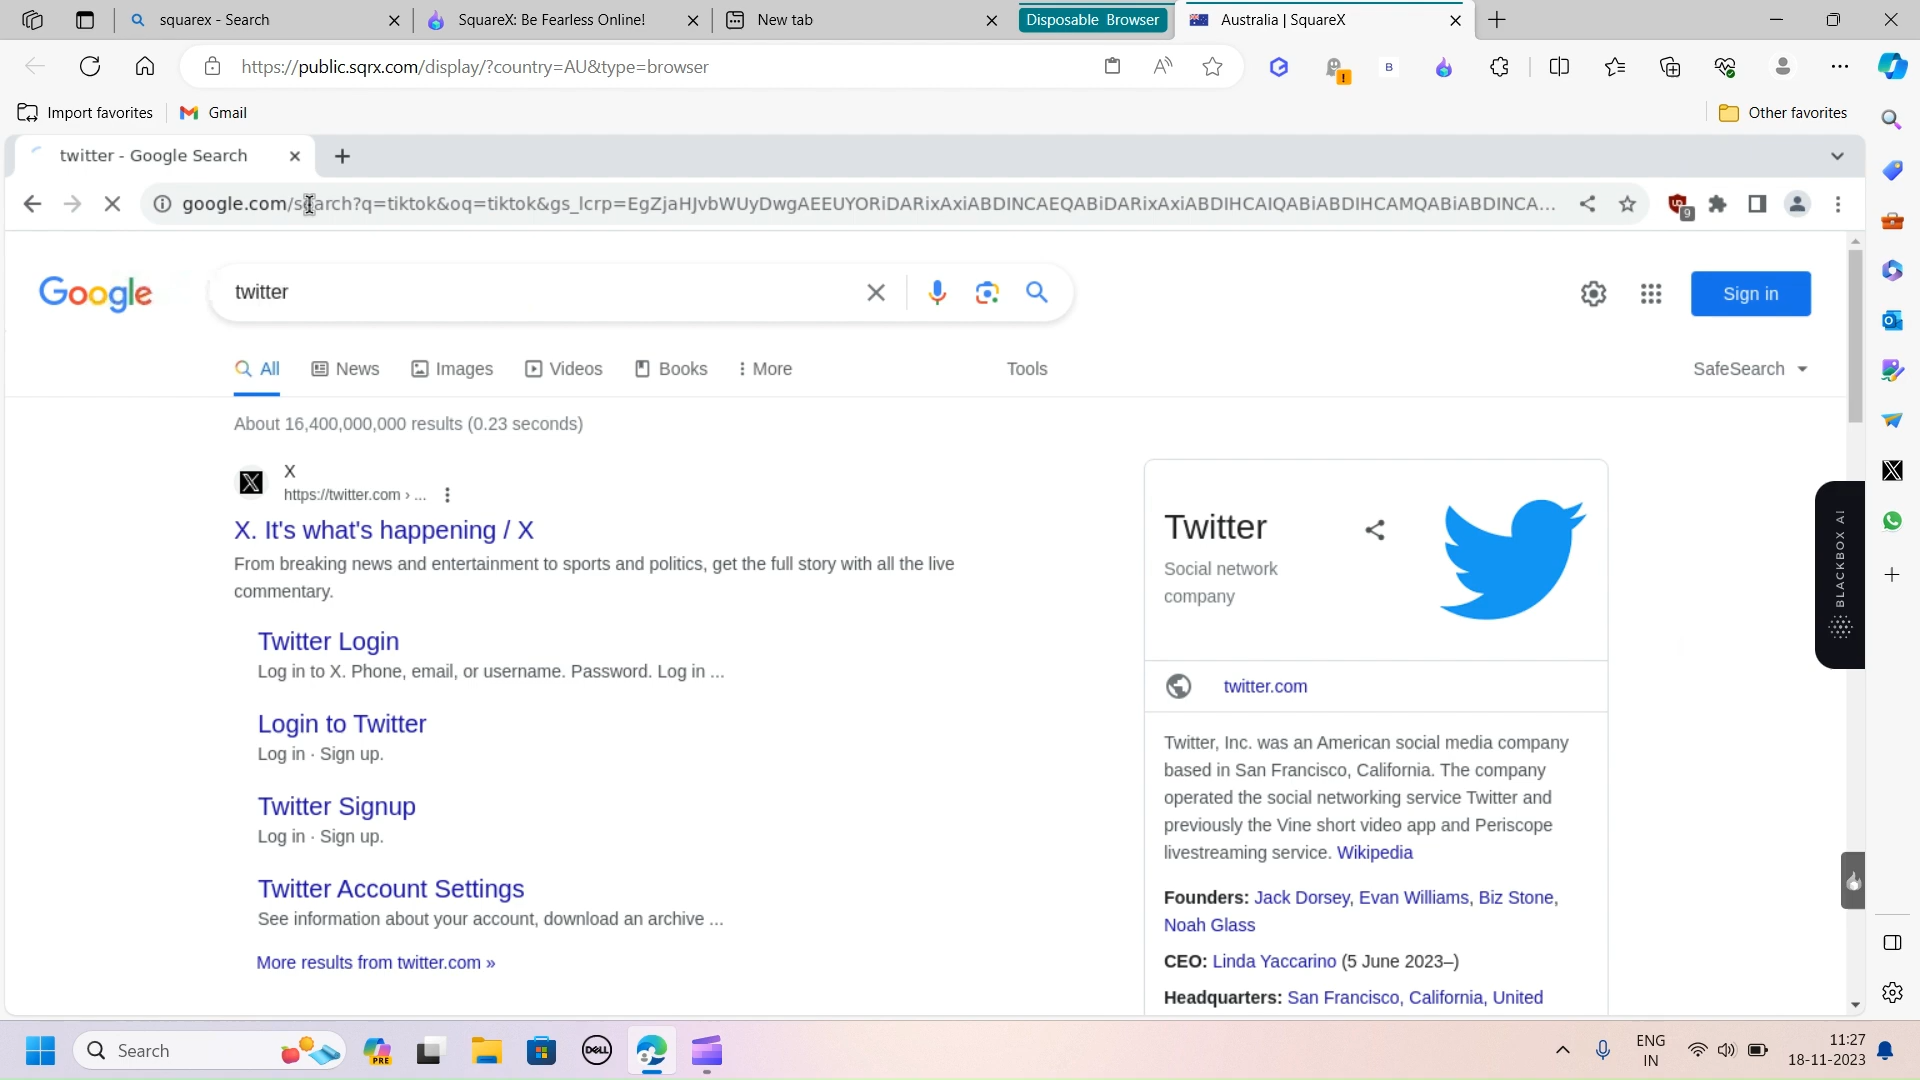 squarex - Search
SquareX: Be Fearless Online!
New tab
Disposable Browser
Australia | SquareX
https://public.sqrx.com/display/?country=AU&type=browser
Import favorites
Gmail
Other favorites
twitter - Google Search
google.com/search?q=tiktok&oq=tiktok&gs_lcrp=EgZjaHJvbWUyDwgAEEUYORiDARixAxiABDINCAEQABiDARixAxiABDIHCAIQABiABDIHCAMQABiABDINCA...
9
Google
twitter
Sign in
All
News
Images
Videos
Books
More
Tools
SafeSearch
About 16,400,000,000 results (0.23 seconds)
X
https://twitter.com › ...
X. It's what's happening / X
From breaking news and entertainment to sports and politics, get the full story with all the live
commentary.
Twitter Login
Log in to X. Phone, email, or username. Password. Log in ...
Login to Twitter
Log in · Sign up.
Twitter Signup
Log in · Sign up.
Twitter Account Settings
See information about your account, download an archive ...
More results from twitter.com »
Twitter
Social network
company
twitter.com
Twitter, Inc. was an American social media company
based in San Francisco, California. The company
operated the social networking service Twitter and
previously the Vine short video app and Periscope
livestreaming service. Wikipedia
Founders: Jack Dorsey, Evan Williams, Biz Stone,
Noah Glass
CEO: Linda Yaccarino (5 June 2023–)
Headquarters: San Francisco, California, United
BLACKBOX AI
Search
PRE
DELL
ENG
IN
11:27
18-11-2023